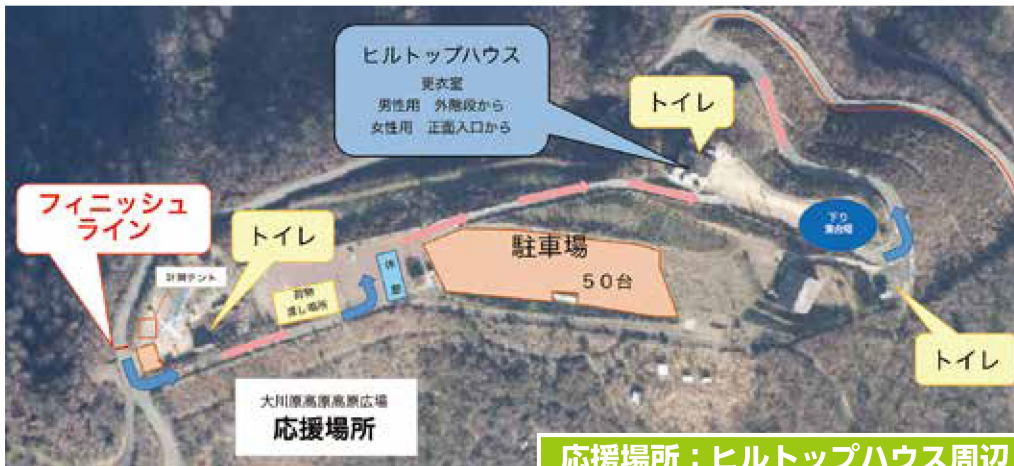 ヒルトップハウス
更衣室
男性用　外階段から
女性用　正面入口から
トイレ
フィニッシュ
ライン
トイレ
計測テント
荷物
渡し場所
休憩
駐車場
５０台
下り
集合場
トイレ
大川原高原高原広場
応援場所
応援場所：ヒルトップハウス周辺